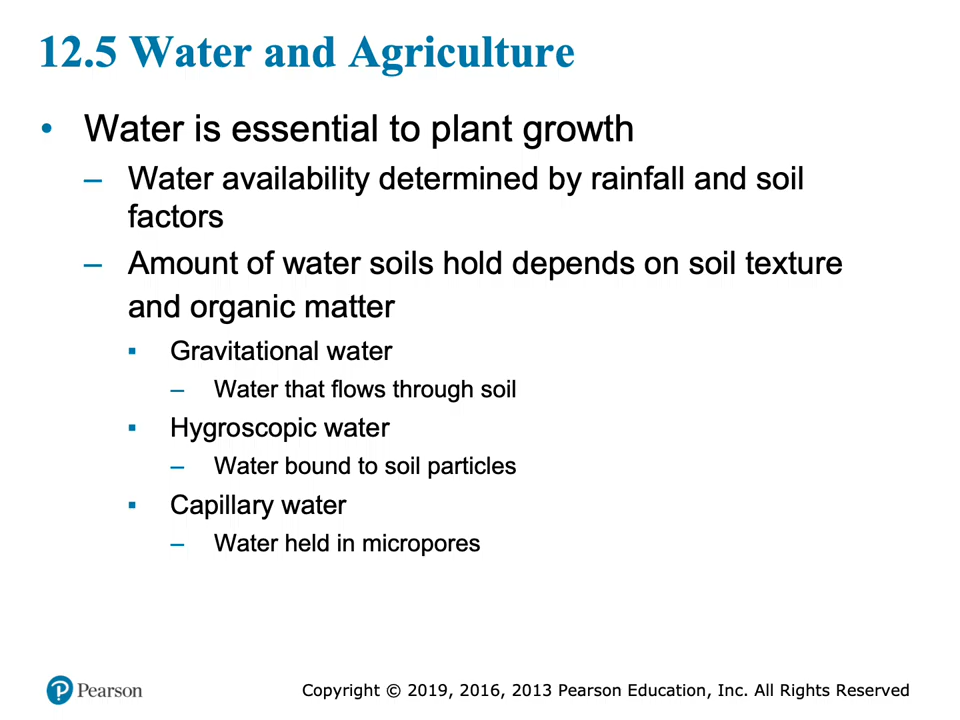 12.5 Water and Agriculture
• Water is essential to plant growth
– Water availability determined by rainfall and soil
factors
– Amount of water soils hold depends on soil texture
and organic matter
▪ Gravitational water
– Water that flows through soil
▪ Hygroscopic water
– Water bound to soil particles
▪ Capillary water
– Water held in micropores
P Pearson
Copyright © 2019, 2016, 2013 Pearson Education, Inc. All Rights Reserved